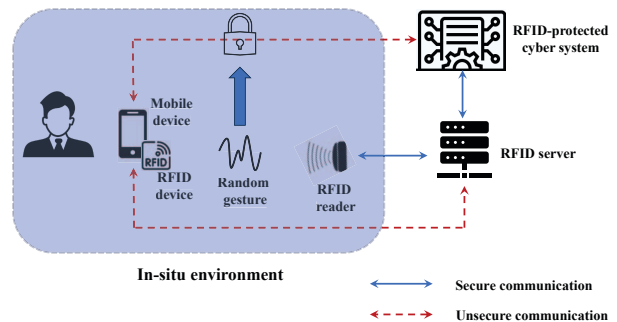 RFID-protected
cyber system
Mobile
device
RFID
RFID
device
Random
gesture
RFID
reader
RFID server
In-situ environment
Secure communication
Unsecure communication